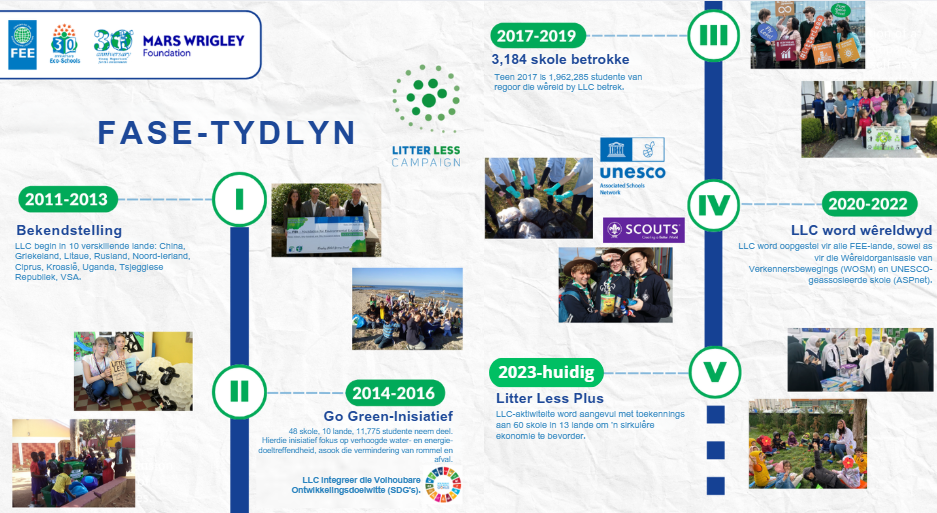 FEE
30
Eco-Schools
30
anniversary
MARS WRIGLEY
Foundation
FASE-TYDLYN
LITTER LESS
CAMPAIGN
2011-2013
I
Bekendstelling
LLC begin in 10 verskillende lande: China,
Griekeland, Litaue, Rusland, Noord-Ierland,
Ciprus, Kroasië, Uganda, Tsjeggiese
Republiek, VSA.
II
2014-2016
Go Green-Inisiatief
48 skole, 10 lande, 11,775 studente neem deel.
Hierdie inisiatief fokus op verhoogde water- en energie-
doeltreffendheid, asook die vermindering van rommel en
afval.
LLC integreer die Volhoubare
Ontwikkelingsdoelwitte (SDG's).
2017-2019
III
3,184 skole betrokke
Teen 2017 is 1,962,285 studente van
regoor die wêreld by LLC betrek.
unesco
Associated Schools
Network
SCOUTS
IV
2020-2022
LLC word wêreldwyd
LLC word oopgestel vir alle FEE-lande, sowel as
vir die Wêreldorganisasie van
Verkennersbewegings (WOSM) en UNESCO-
geassosieerde skole (ASPnet).
2023-huidig
V
Litter Less Plus
LLC-aktiwiteite word aangevul met toekennings
aan 60 skole in 13 lande om 'n sirkulêre
ekonomie te bevorder.